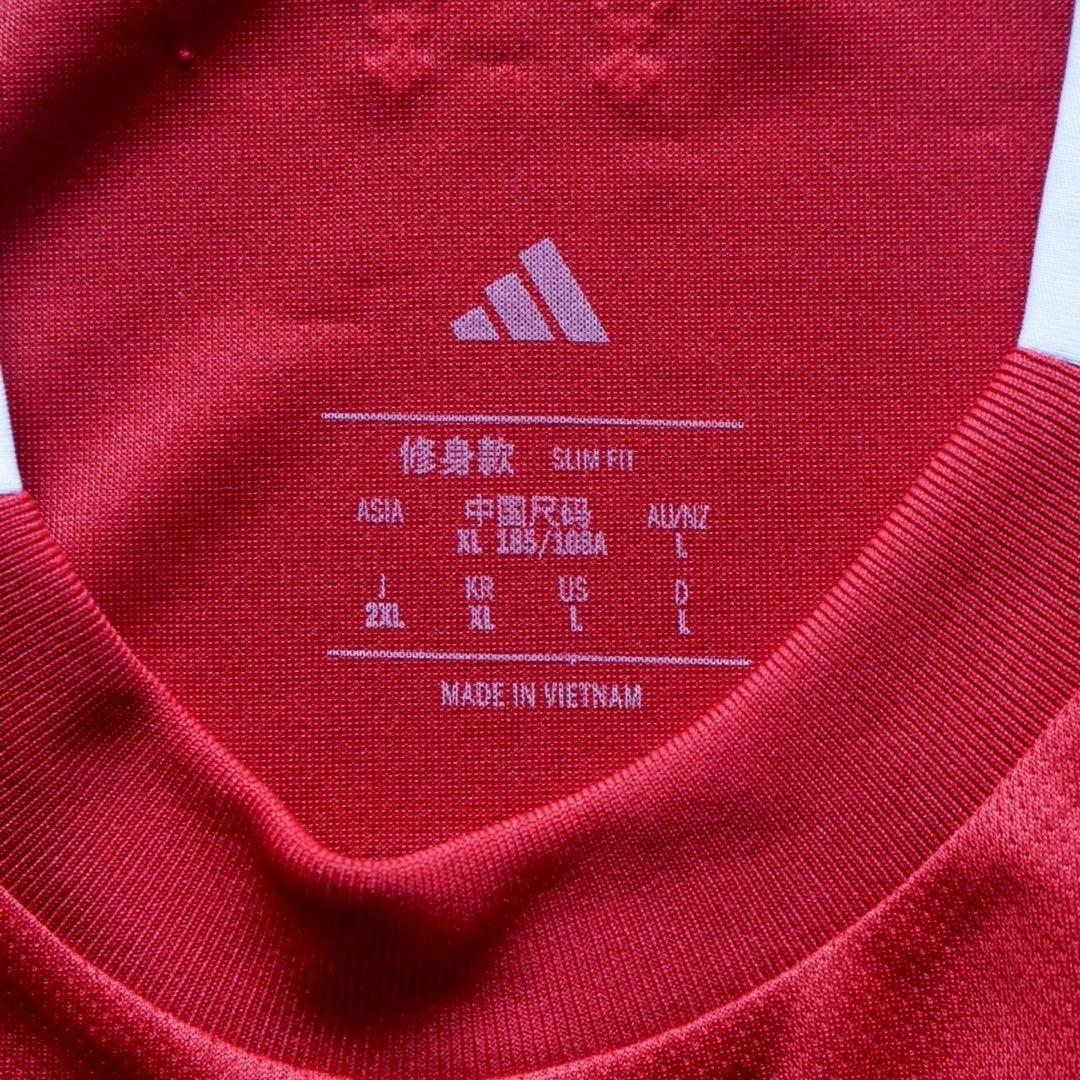 修身款 SLIM FIT
ASIA 中国尺码 AU/NZ
XL 185/108A L
J KR US D
2XL XL L L
MADE IN VIETNAM